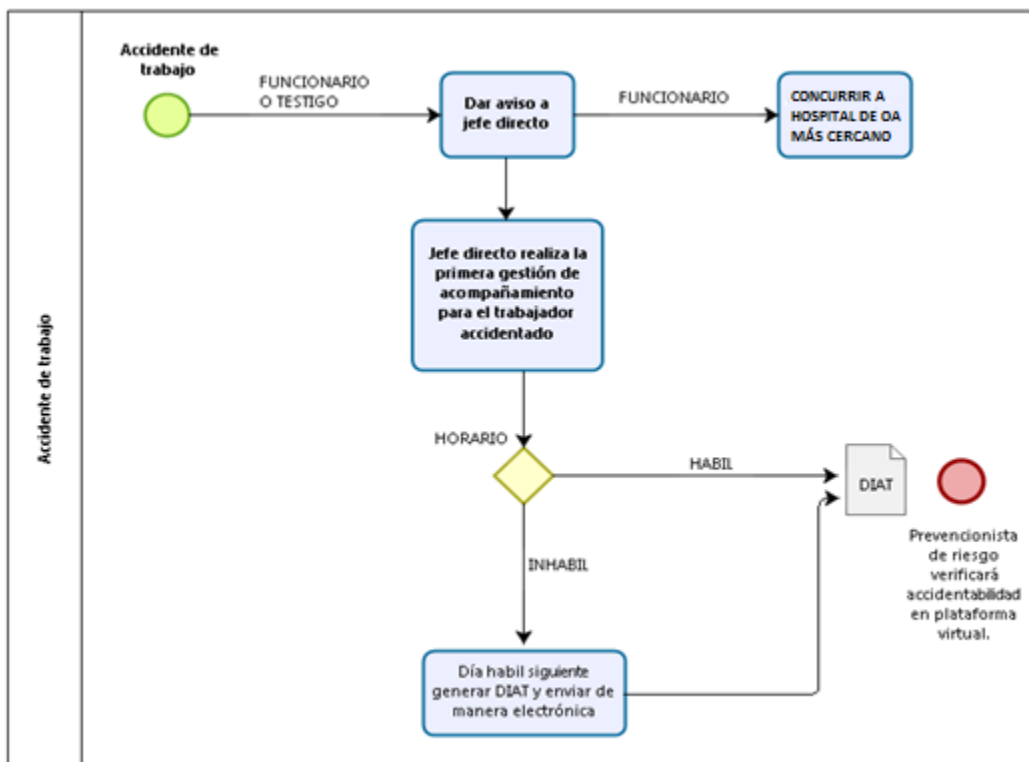 Accidente de trabajo
Accidente de
trabajo
FUNCIONARIO
O TESTIGO
Dar aviso a
jefe directo
FUNCIONARIO
CONCURRIR A
HOSPITAL DE OA
MÁS CERCANO
Jefe directo realiza la
primera gestión de
acompañamiento
para el trabajador
accidentado
HORARIO
HABIL
DIAT
Prevencionista
de riesgo
verificará
accidentabilidad
en plataforma
virtual.
INHABIL
Día habil siguiente
generar DIAT y enviar de
manera electrónica